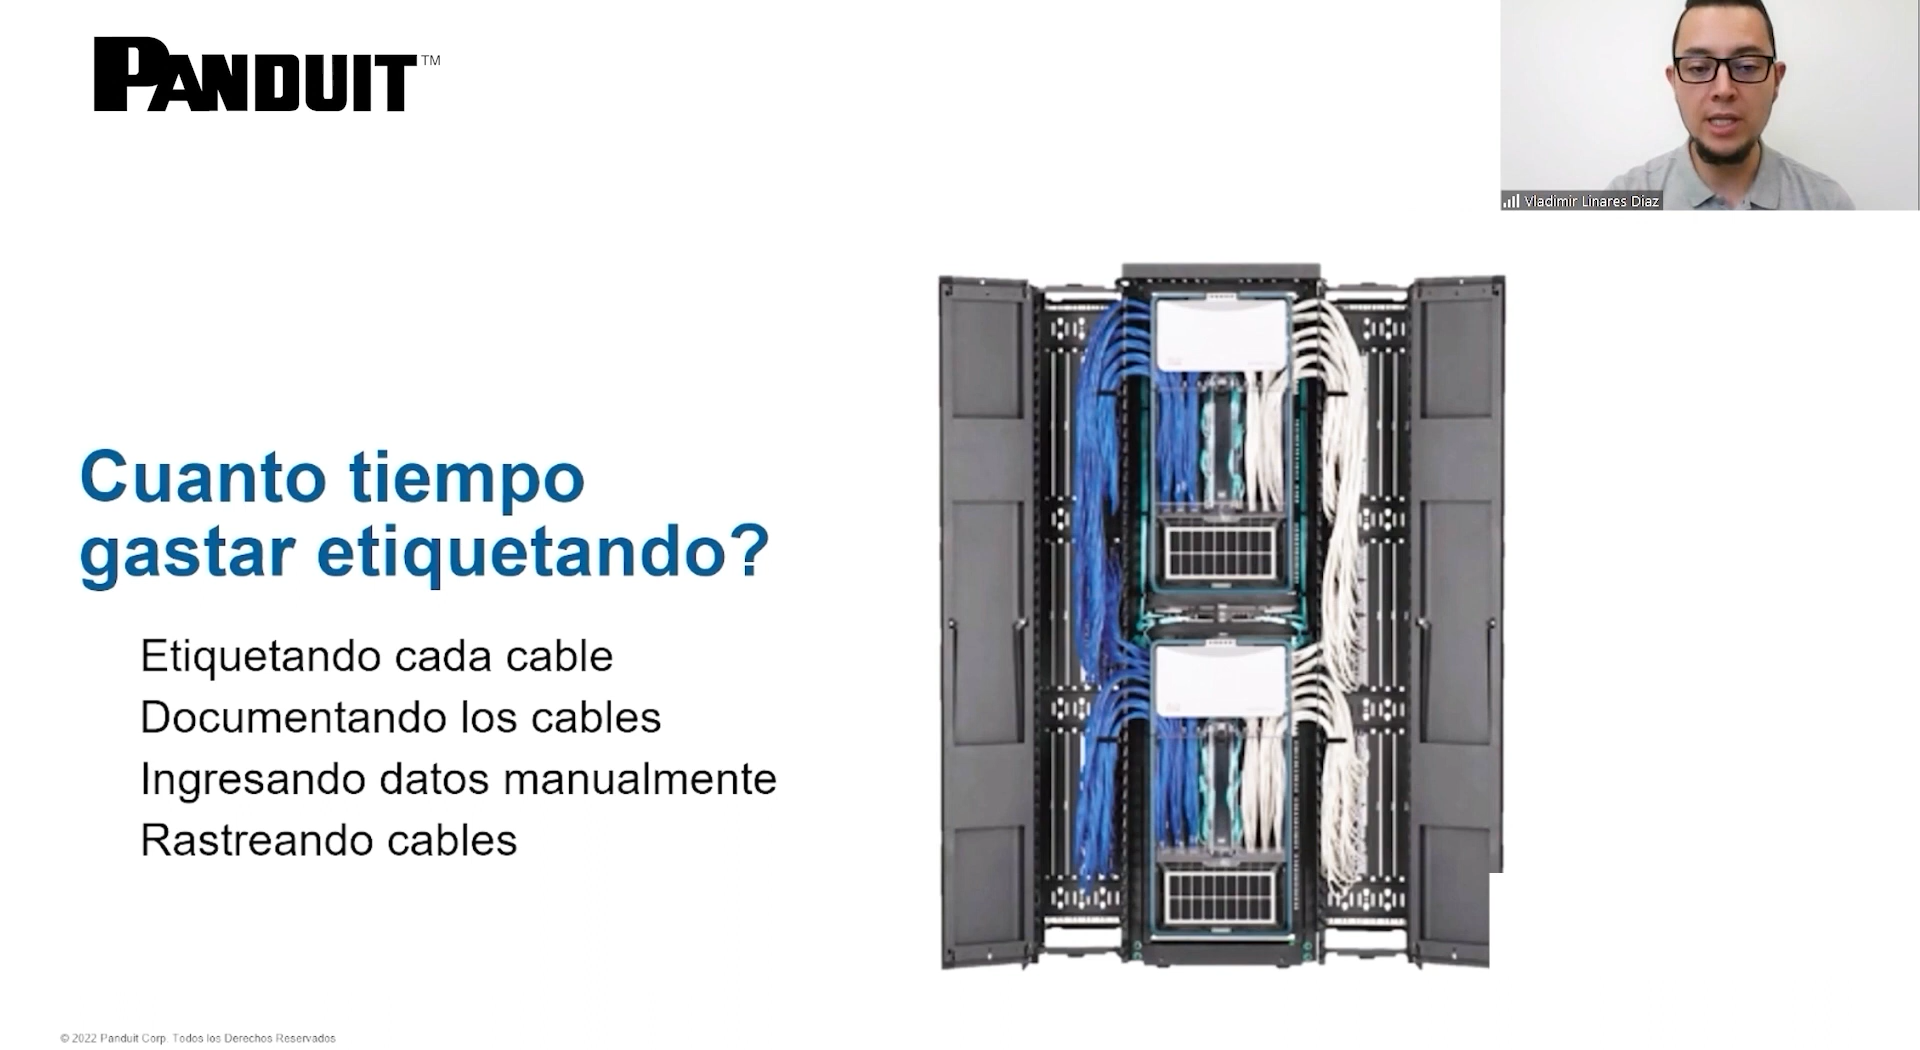 PANDUIT™
Vladimir Linares Diaz
Cuanto tiempo
gastar etiquetando?
Etiquetando cada cable
Documentando los cables
Ingresando datos manualmente
Rastreando cables
© 2022 Panduit Corp. Todos los Derechos Reservados